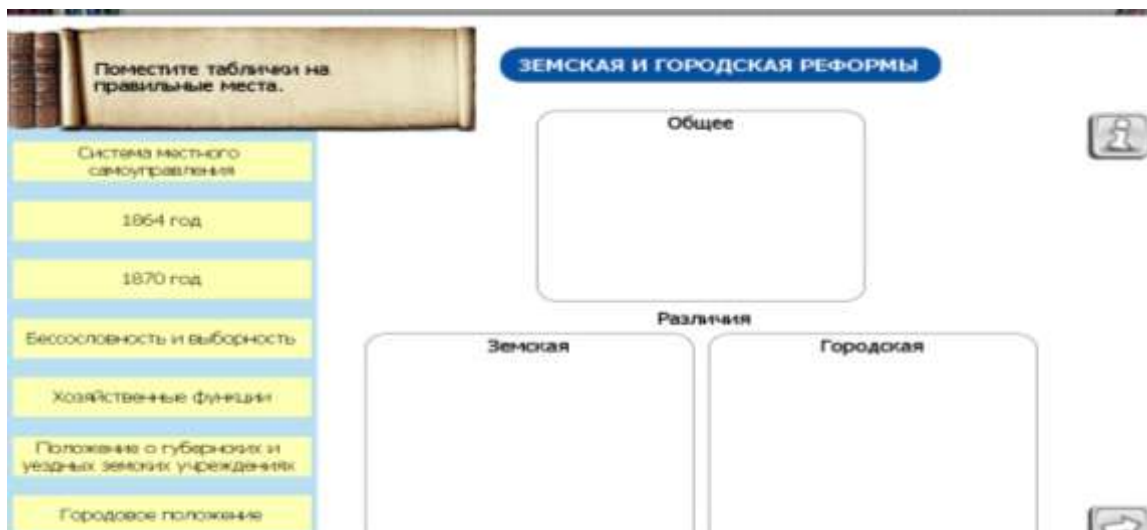 Поместите таблички на
правильные места.
ЗЕМСКАЯ И ГОРОДСКАЯ РЕФОРМЫ
Система местного
самоуправления
1864 год
1870 год
Бессословность и выборность
Хозяйственные функции
Положение о губернских и
уездных земских учреждениях
Городовое положение
Общее
Различия
Земская
Городская